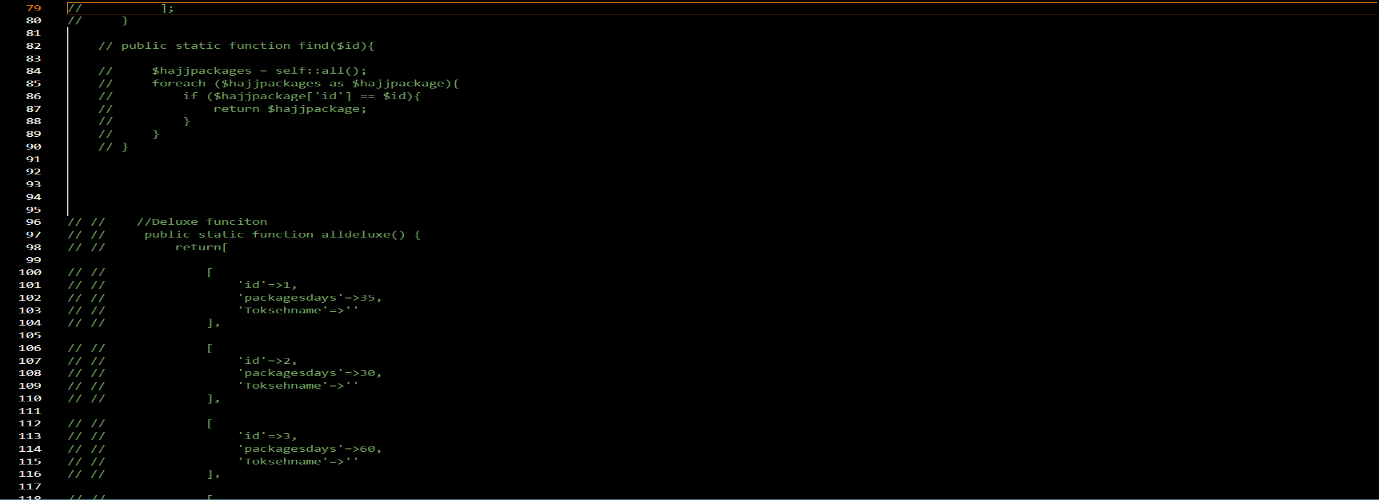 79 //          ];
80 //     }
81
82     // public static function find($id){
83
84     //     $hajjpackages = self::all();
85     //     foreach ($hajjpackages as $hajjpackage){
86     //         if ($hajjpackage['id'] == $id){
87     //             return $hajjpackage;
88     //         }
89     //     }
90     // }
91
92
93
94
95
96 // //    //Deluxe funciton
97 // //     public static function alldeluxe() {
98 // //         return[
99
100 // //             [
101 // //                 'id'=>1,
102 // //                 'packagesdays'=>35,
103 // //                 'Toksehname'=>''
104 // //             ],
105
106 // //             [
107 // //                 'id'=>2,
108 // //                 'packagesdays'=>30,
109 // //                 'Toksehname'=>''
110 // //             ],
111
112 // //             [
113 // //                 'id'=>3,
114 // //                 'packagesdays'=>60,
115 // //                 'Toksehname'=>''
116 // //             ],
117
118 // //             [